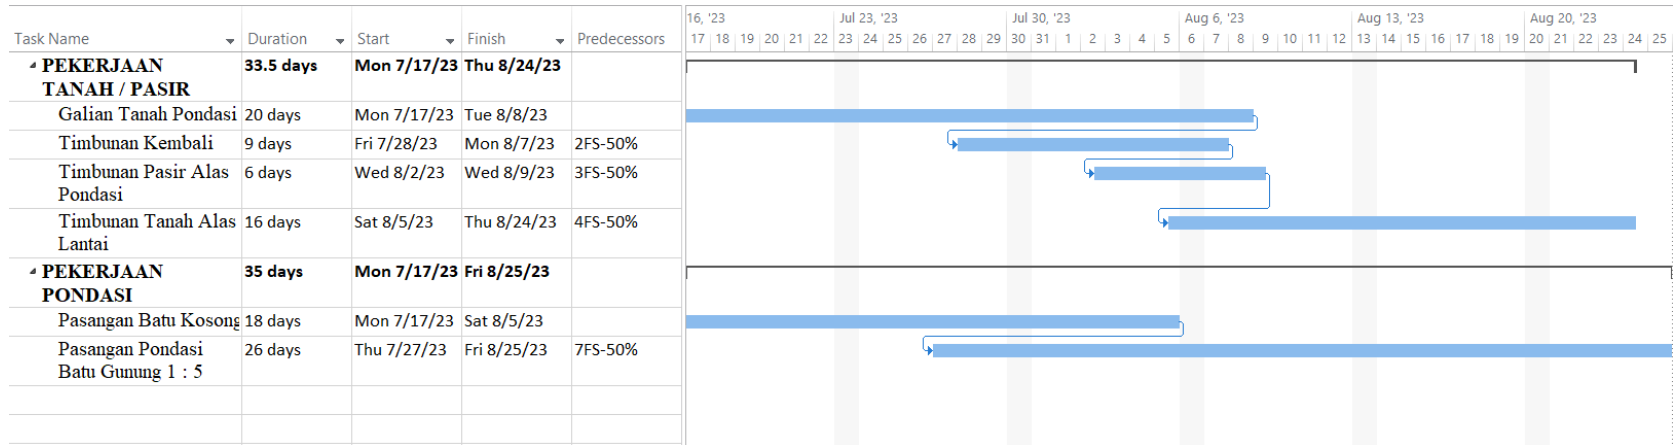 16, '23 Jul 23, '23 Jul 30, '23 Aug 6, '23 Aug 13, '23 Aug 20, '23
Task Name Duration Start Finish Predecessors 17 18 19 20 21 22 23 24 25 26 27 28 29 30 31 1 2 3 4 5 6 7 8 9 10 11 12 13 14 15 16 17 18 19 20 21 22 23 24 25
PEKERJAAN 33.5 days Mon 7/17/23 Thu 8/24/23
TANAH / PASIR
Galian Tanah Pondasi 20 days Mon 7/17/23 Tue 8/8/23
Timbunan Kembali 9 days Fri 7/28/23 Mon 8/7/23 2FS-50%
Timbunan Pasir Alas 6 days Wed 8/2/23 Wed 8/9/23 3FS-50%
Pondasi
Timbunan Tanah Alas 16 days Sat 8/5/23 Thu 8/24/23 4FS-50%
Lantai
PEKERJAAN 35 days Mon 7/17/23 Fri 8/25/23
PONDASI
Pasangan Batu Kosong 18 days Mon 7/17/23 Sat 8/5/23
Pasangan Pondasi 26 days Thu 7/27/23 Fri 8/25/23 7FS-50%
Batu Gunung 1 : 5